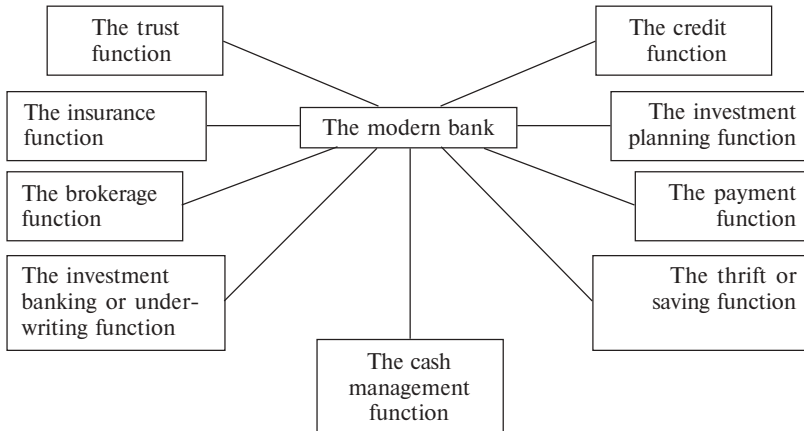 The trust
function
The credit
function
The insurance
function
The modern bank
The investment
planning function
The brokerage
function
The payment
function
The investment
banking or under-
writing function
The thrift or
saving function
The cash
management
function